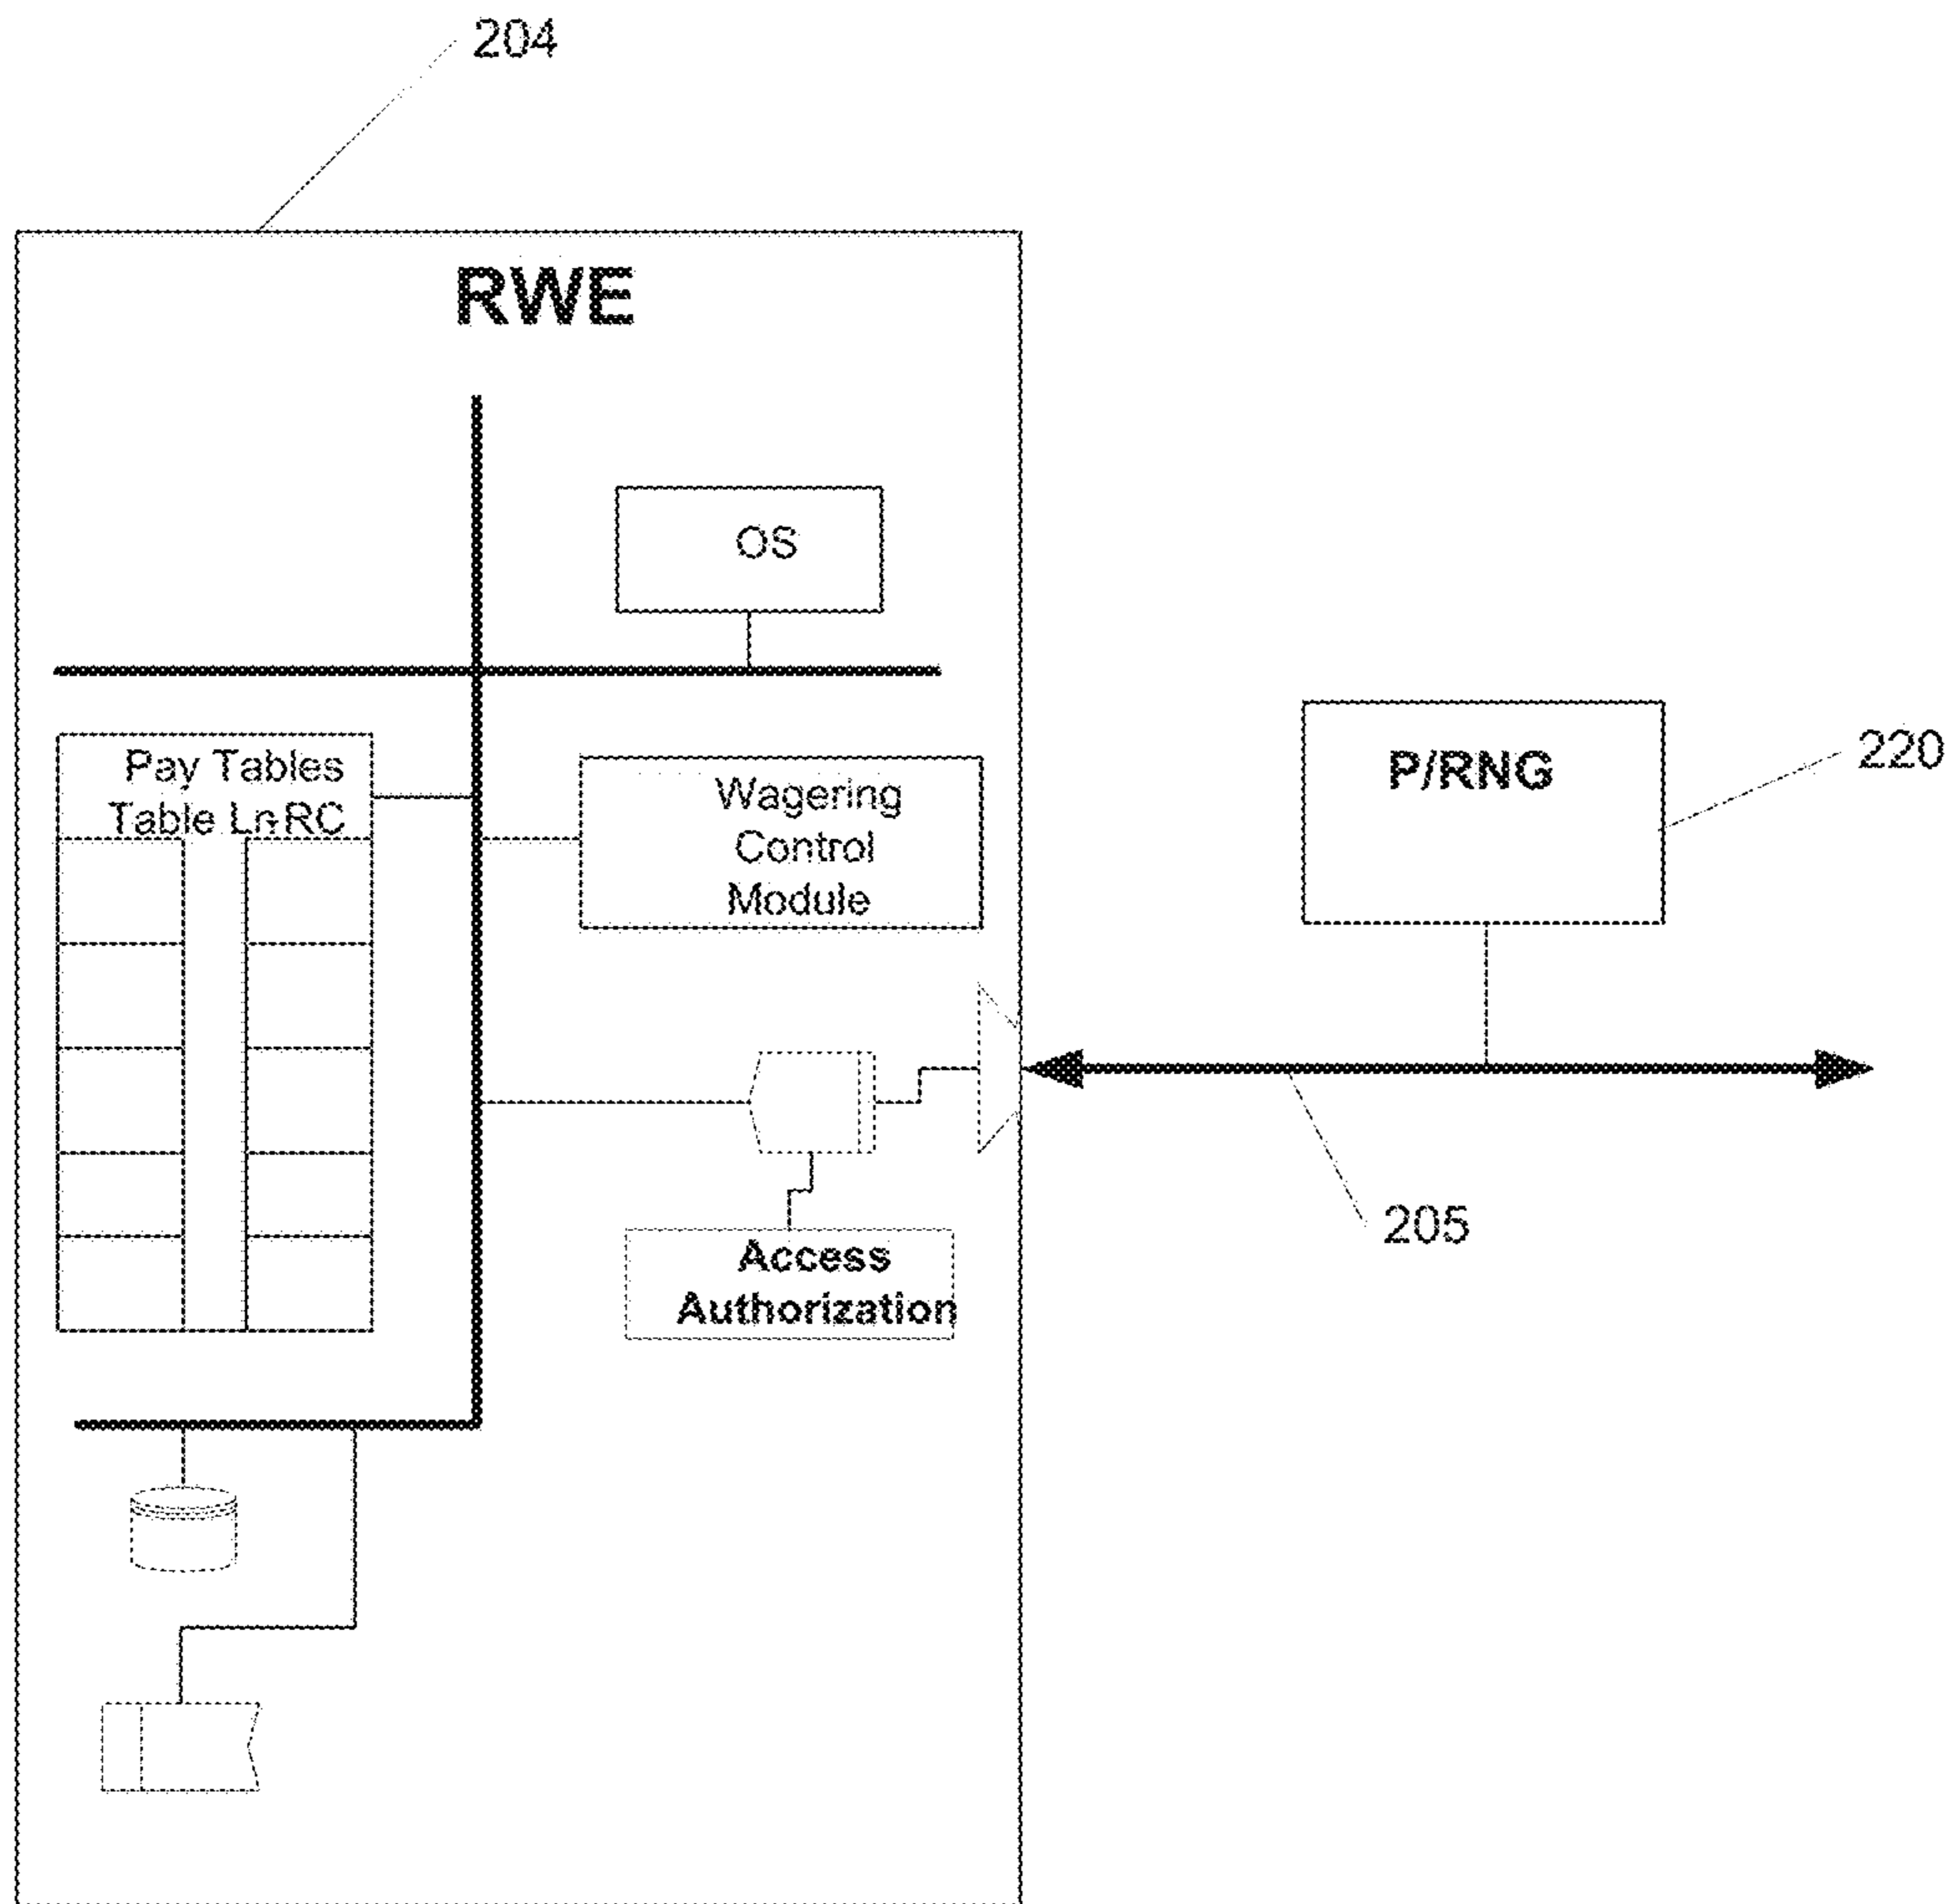 204
RWE
OS
Pay Tables
Table Ln-RC
Wagering
Control
Module
P/RNG
220
205
Access
Authorization